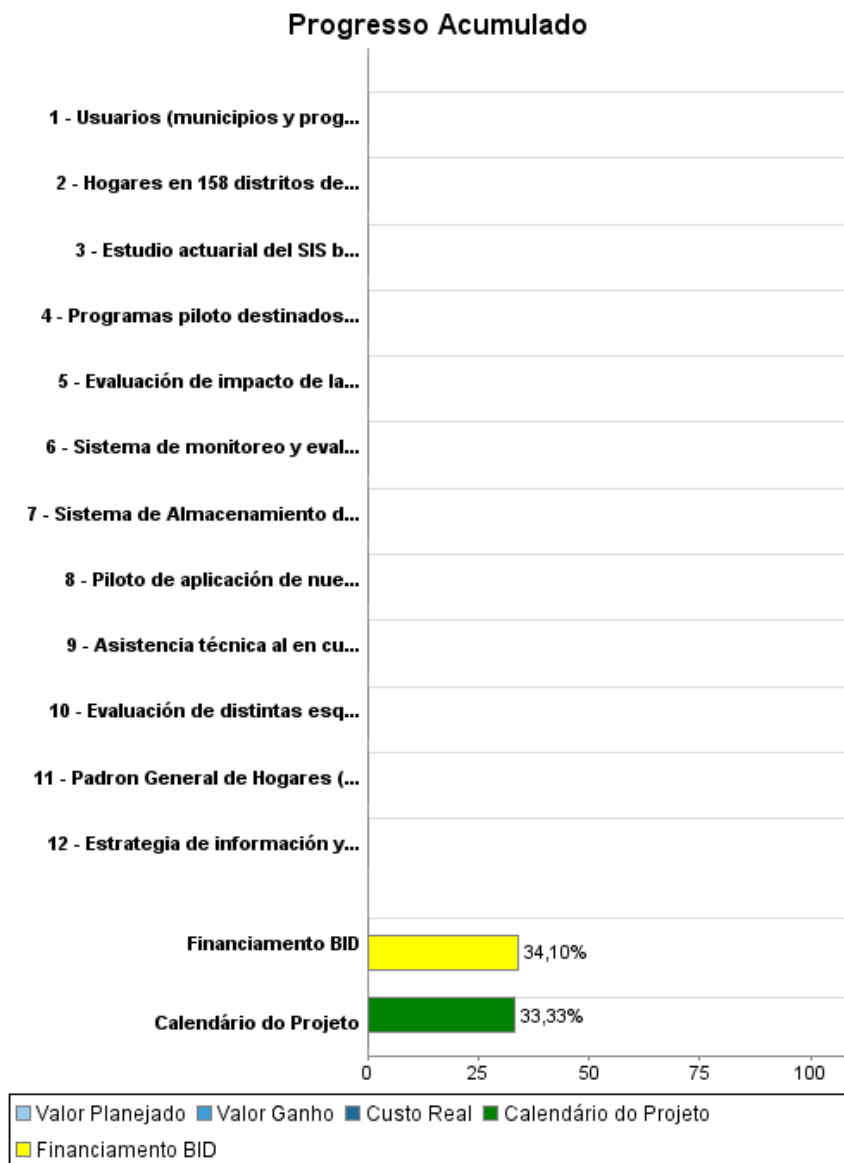 Progresso Acumulado
1 - Usuarios (municipios y prog...
2 - Hogares en 158 distritos de...
3 - Estudio actuarial del SIS b...
4 - Programas piloto destinados...
5 - Evaluación de impacto de la...
6 - Sistema de monitoreo y eval...
7 - Sistema de Almacenamiento d...
8 - Piloto de aplicación de nue...
9 - Asistencia técnica al en cu...
10 - Evaluación de distintas esq...
11 - Padron General de Hogares (...
12 - Estrategia de información y...
Financiamento BID
34,10%
Calendário do Projeto
33,33%
0 25 50 75 100
Valor Planejado Valor Ganho Custo Real Calendário do Projeto
Financiamento BID